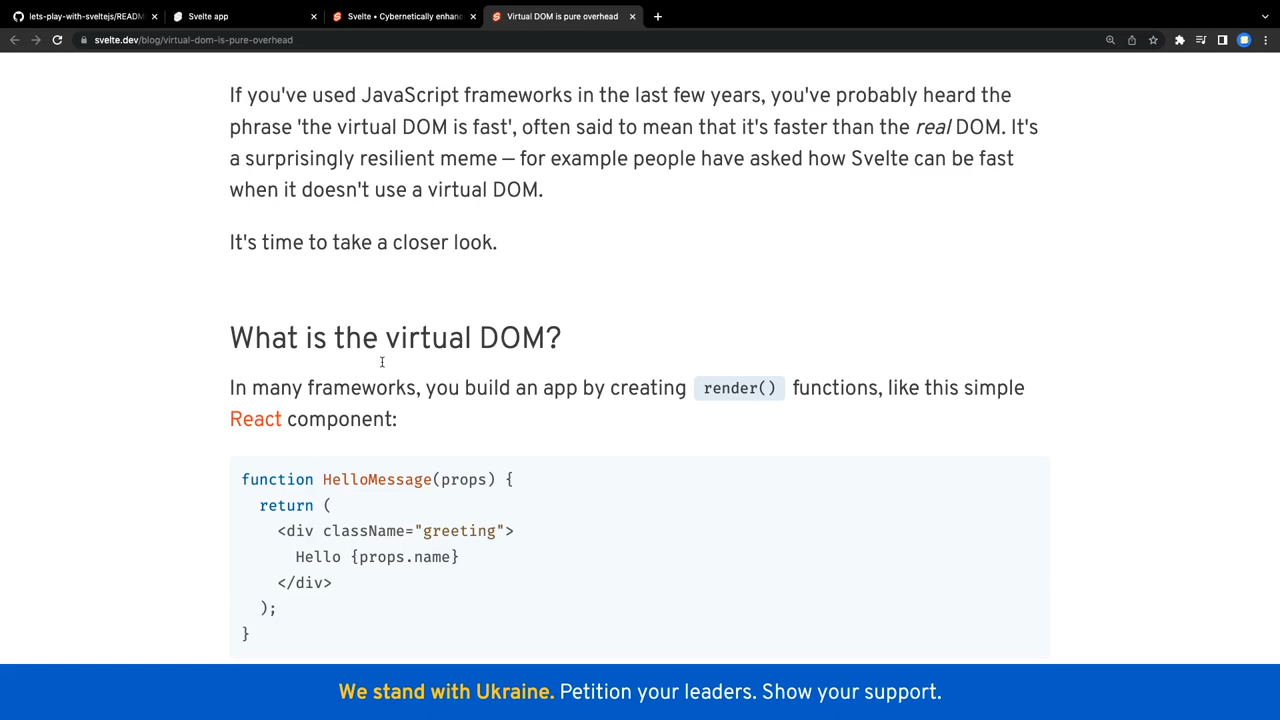 lets-play-with-sveltejs/READM
Svelte app
Svelte • Cybernetically enhanc
Virtual DOM is pure overhead
svelte.dev/blog/virtual-dom-is-pure-overhead
If you've used JavaScript frameworks in the last few years, you've probably heard the
phrase 'the virtual DOM is fast', often said to mean that it's faster than the real DOM. It's
a surprisingly resilient meme — for example people have asked how Svelte can be fast
when it doesn't use a virtual DOM.
It's time to take a closer look.
What is the virtual DOM?
In many frameworks, you build an app by creating render() functions, like this simple
React component:
function HelloMessage(props) {
  return (
    <div className="greeting">
      Hello {props.name}
    </div>
  );
}
We stand with Ukraine. Petition your leaders. Show your support.